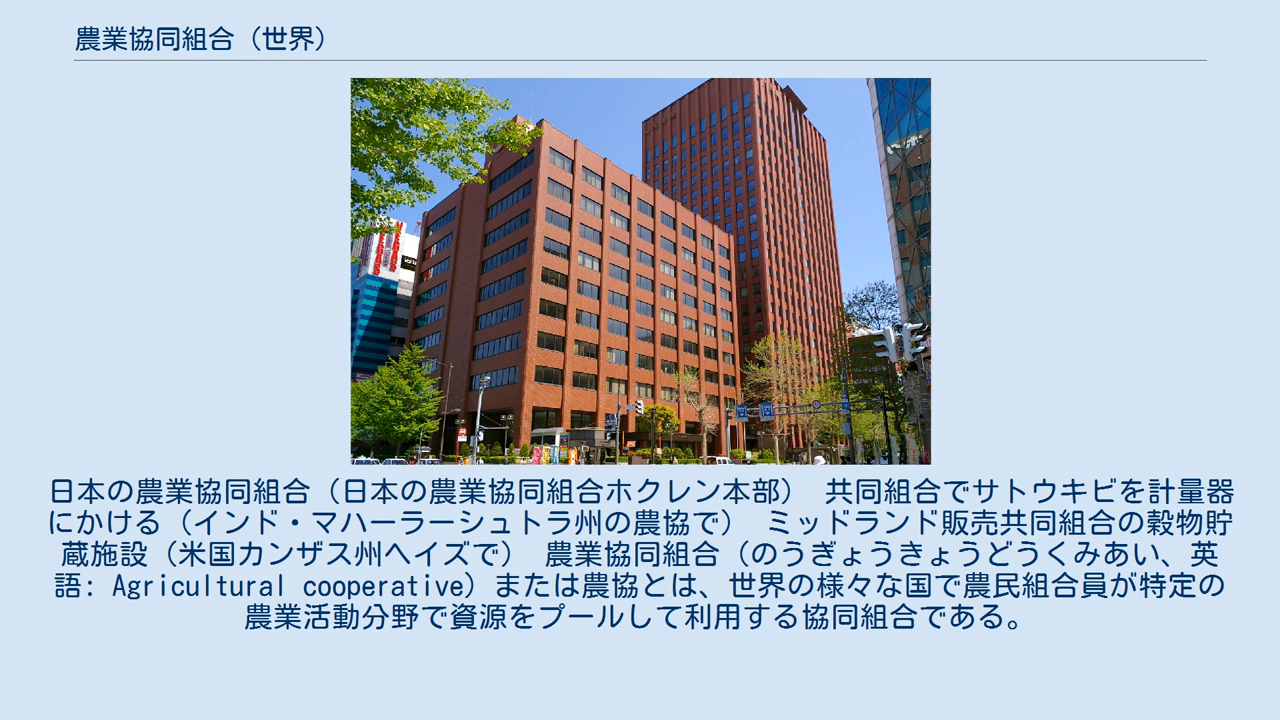 農業協同組合（世界）
日本の農業協同組合（日本の農業協同組合ホクレン本部） 共同組合でサトウキビを計量器
にかける（インド・マハーラーシュトラ州の農協で） ミッドランド販売共同組合の穀物貯
蔵施設（米国カンザス州ヘイズで） 農業協同組合（のうぎょうきょうどうくみあい、英
語: Agricultural cooperative）または農協とは、世界の様々な国で農民組合員が特定の
農業活動分野で資源をプールして利用する協同組合である。